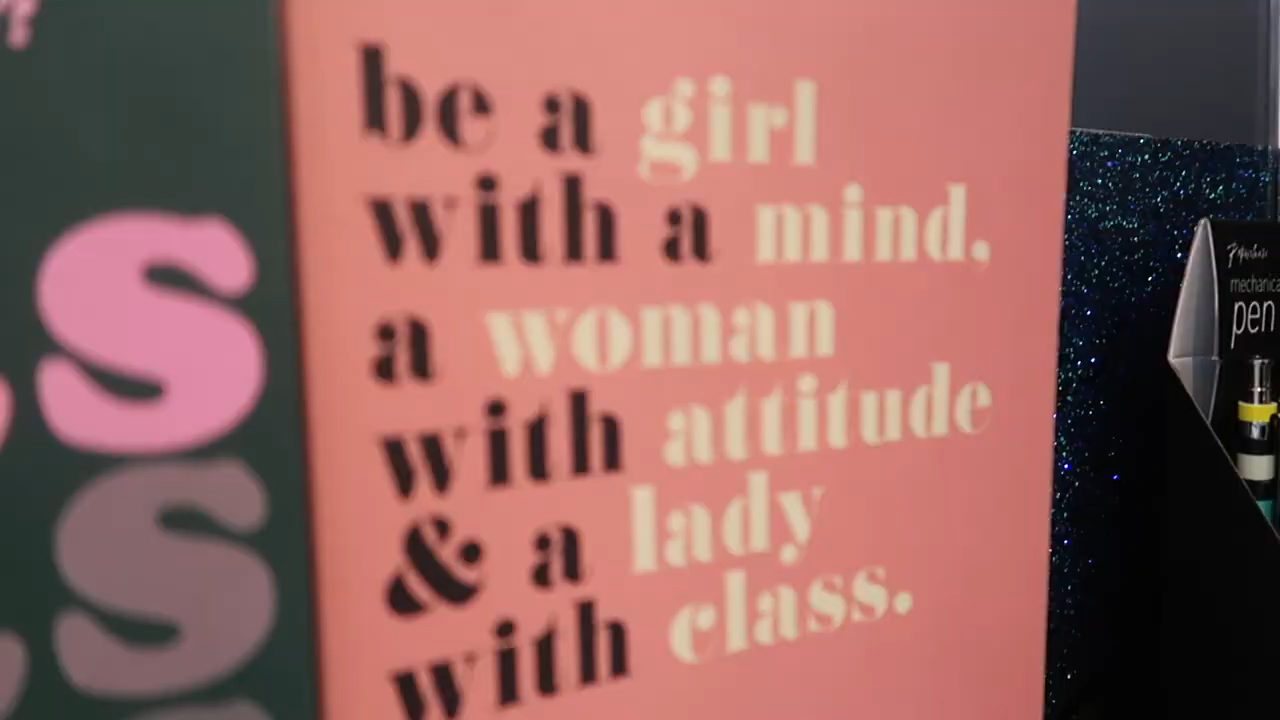 be a girl
with a mind,
a woman
with attitude
& a lady
with class.
S
S
mechanical
pen